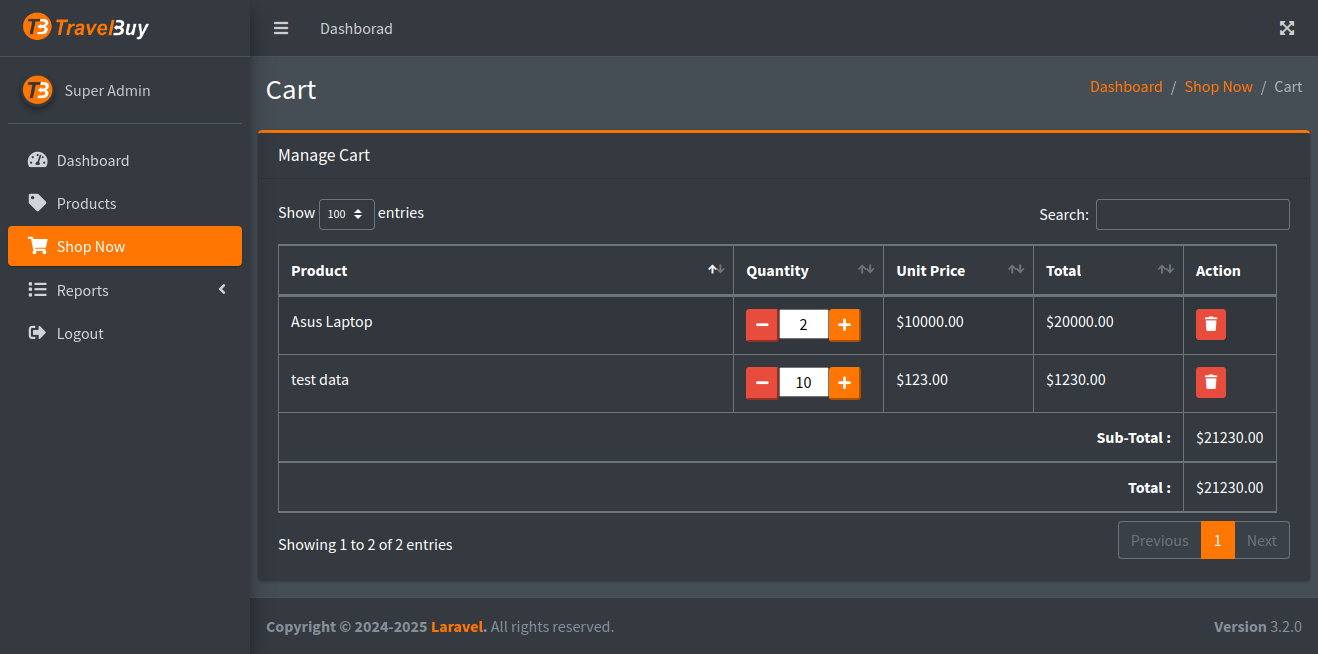 TB TravelBuy
Dashborad
TB Super Admin
Cart
Dashboard / Shop Now / Cart
Dashboard
Products
Shop Now
Reports
Logout
Manage Cart
Show 100 entries
Search:
Product Quantity Unit Price Total Action
Asus Laptop 2 $10000.00 $20000.00
test data 10 $123.00 $1230.00
Sub-Total : $21230.00
Total : $21230.00
Showing 1 to 2 of 2 entries
Previous 1 Next
Copyright © 2024-2025 Laravel. All rights reserved.
Version 3.2.0